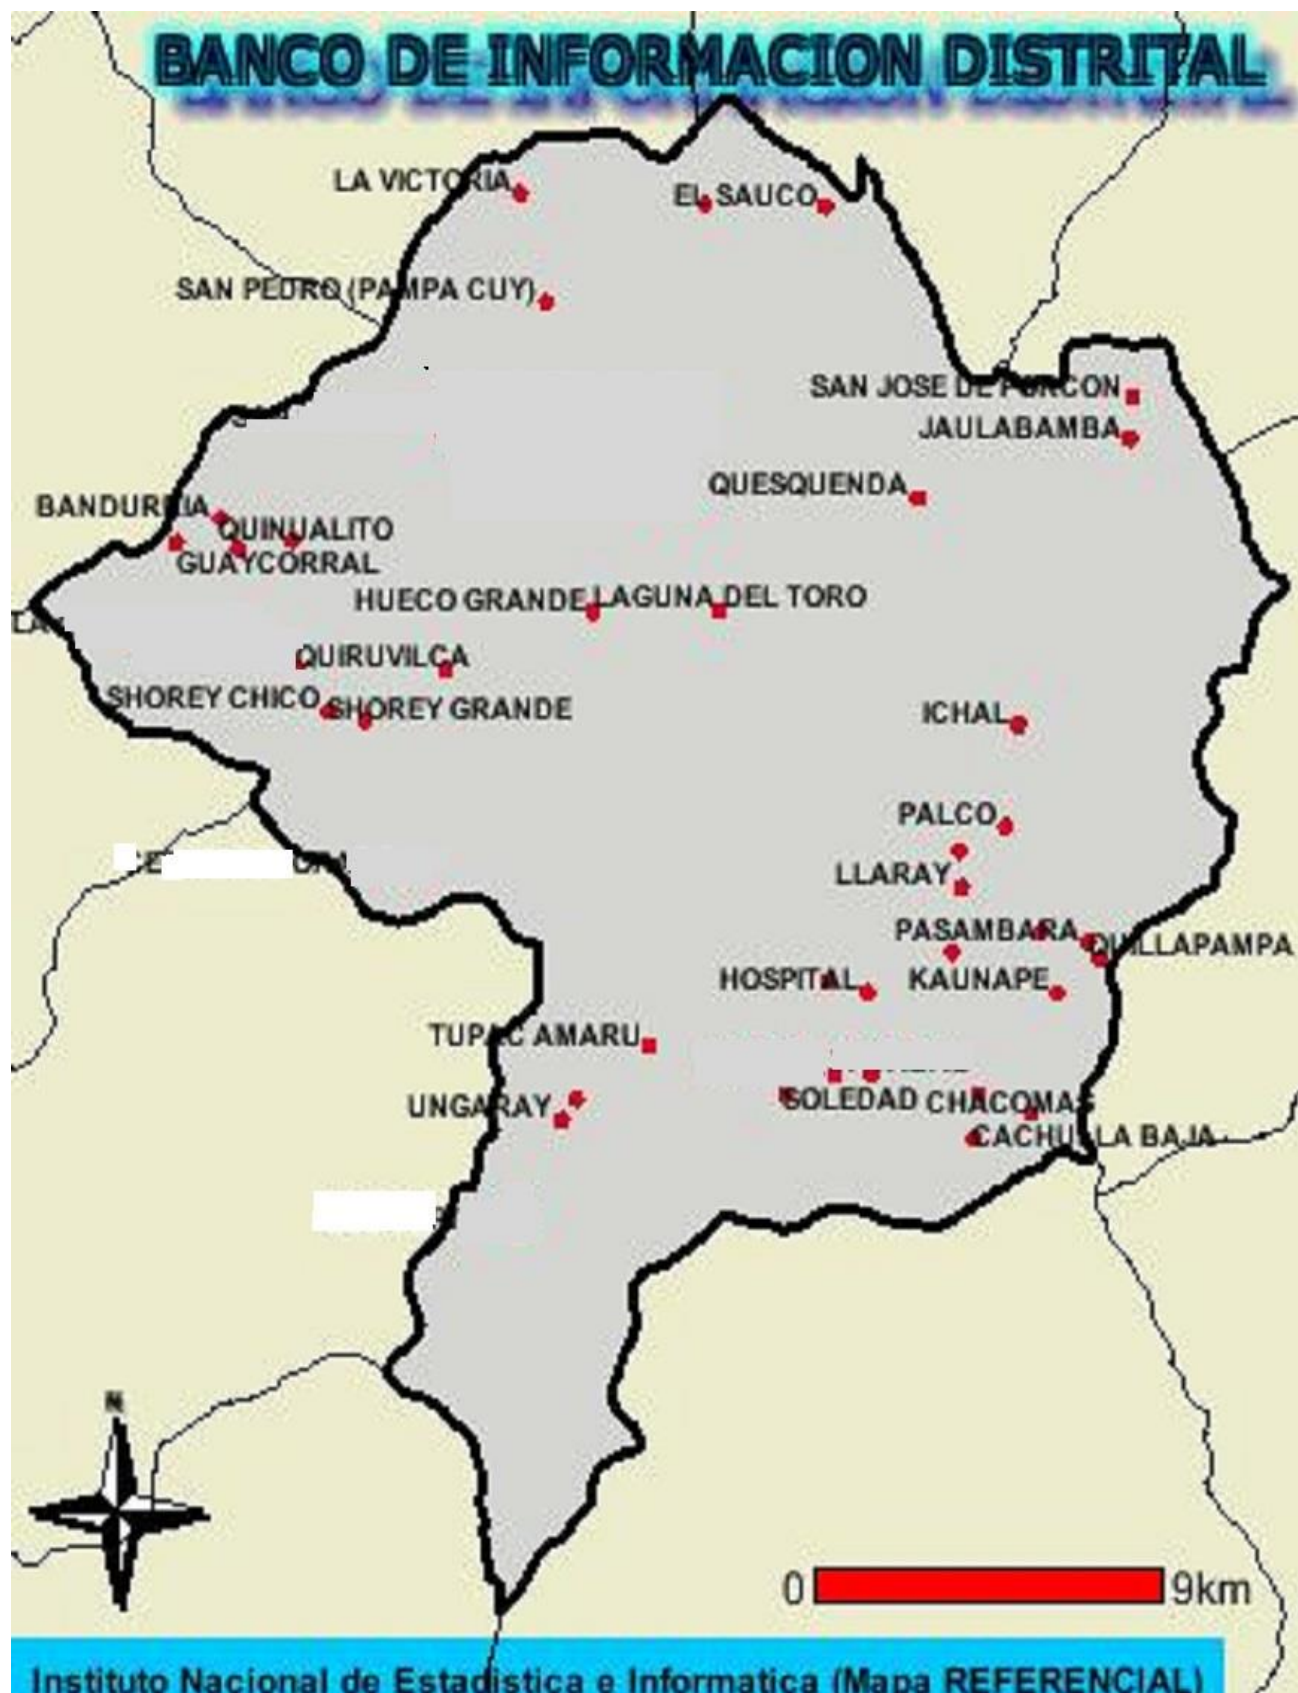 BANCO DE INFORMACION DISTRITAL
LA VICTORIA
EL SAUCO
SAN PEDRO (PAMPA CUY)
SAN JOSE DE PORCON
JAULABAMBA
QUESQUENDA
BANDURRIA
QUINUALITO
GUAYCORRAL
HUECO GRANDE
LAGUNA DEL TORO
QUIRUVILCA
SHOREY CHICO
SHOREY GRANDE
ICHAL
PALCO
LLARAY
PASAMBARA
QUILLAPAMPA
HOSPITAL
KAUNAPE
TUPAC AMARU
UNGARAY
SOLEDAD
CHACOMAS
CACHULLA BAJA
N
0
9km
Instituto Nacional de Estadistica e Informatica (Mapa REFERENCIAL)